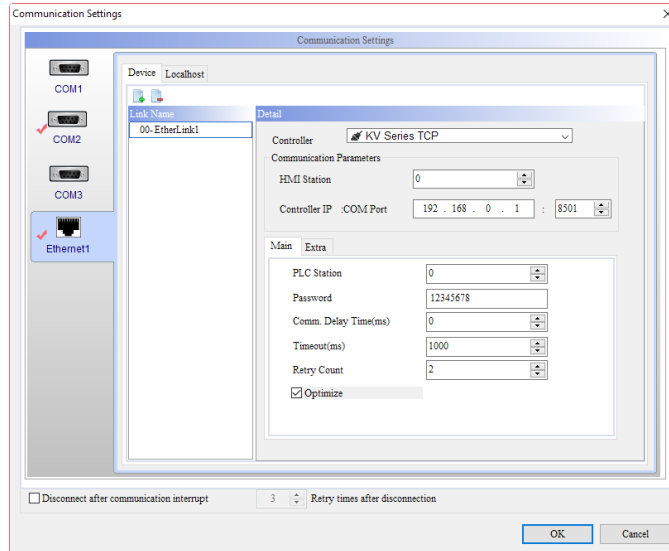 Communication Settings
Communication Settings
COM1
COM2
COM3
Ethernet1
Device Localhost
Link Name
00- EtherLink1
Detail
Controller KV Series TCP
Communication Parameters
HMI Station 0
Controller IP :COM Port 192 . 168 . 0 . 1 : 8501
Main Extra
PLC Station 0
Password 12345678
Comm. Delay Time(ms) 0
Timeout(ms) 1000
Retry Count 2
Optimize
Disconnect after communication interrupt 3 Retry times after disconnection
OK Cancel